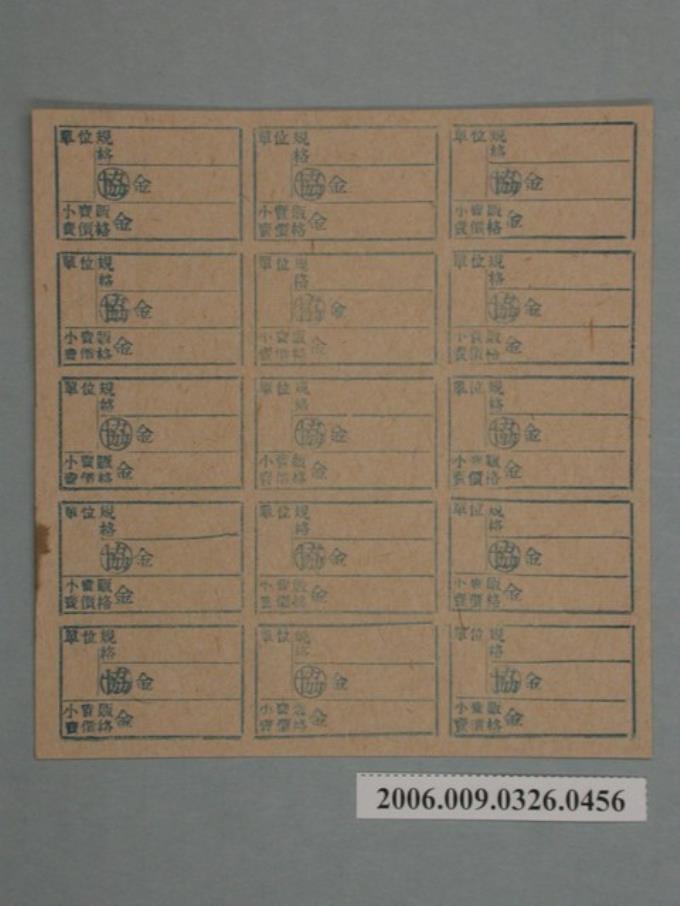 單位規
格
協金
小賣販
賣價格金
單位規
格
協金
小賣販
賣價格金
單位規
格
協金
小賣販
賣價格金
單位規
格
協金
小賣販
賣價格金
單位規
格
協金
小賣販
賣價格金
單位規
格
協金
小賣販
賣價格金
單位規
格
協金
小賣販
賣價格金
單位規
格
協金
小賣販
賣價格金
單位規
格
協金
小賣販
賣價格金
單位規
格
協金
小賣販
賣價格金
單位規
格
協金
小賣販
賣價格金
單位規
格
協金
小賣販
賣價格金
單位規
格
協金
小賣販
賣價格金
單位規
格
協金
小賣販
賣價格金
單位規
格
協金
小賣販
賣價格金
2006.009.0326.0456